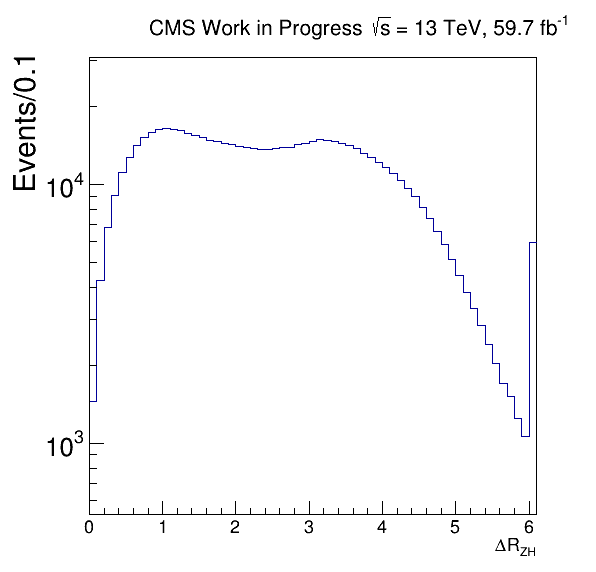 CMS Work in Progress √s = 13 TeV, 59.7 fb⁻¹
Events/0.1
10⁴
10³
0 1 2 3 4 5 6
ΔR_ZH